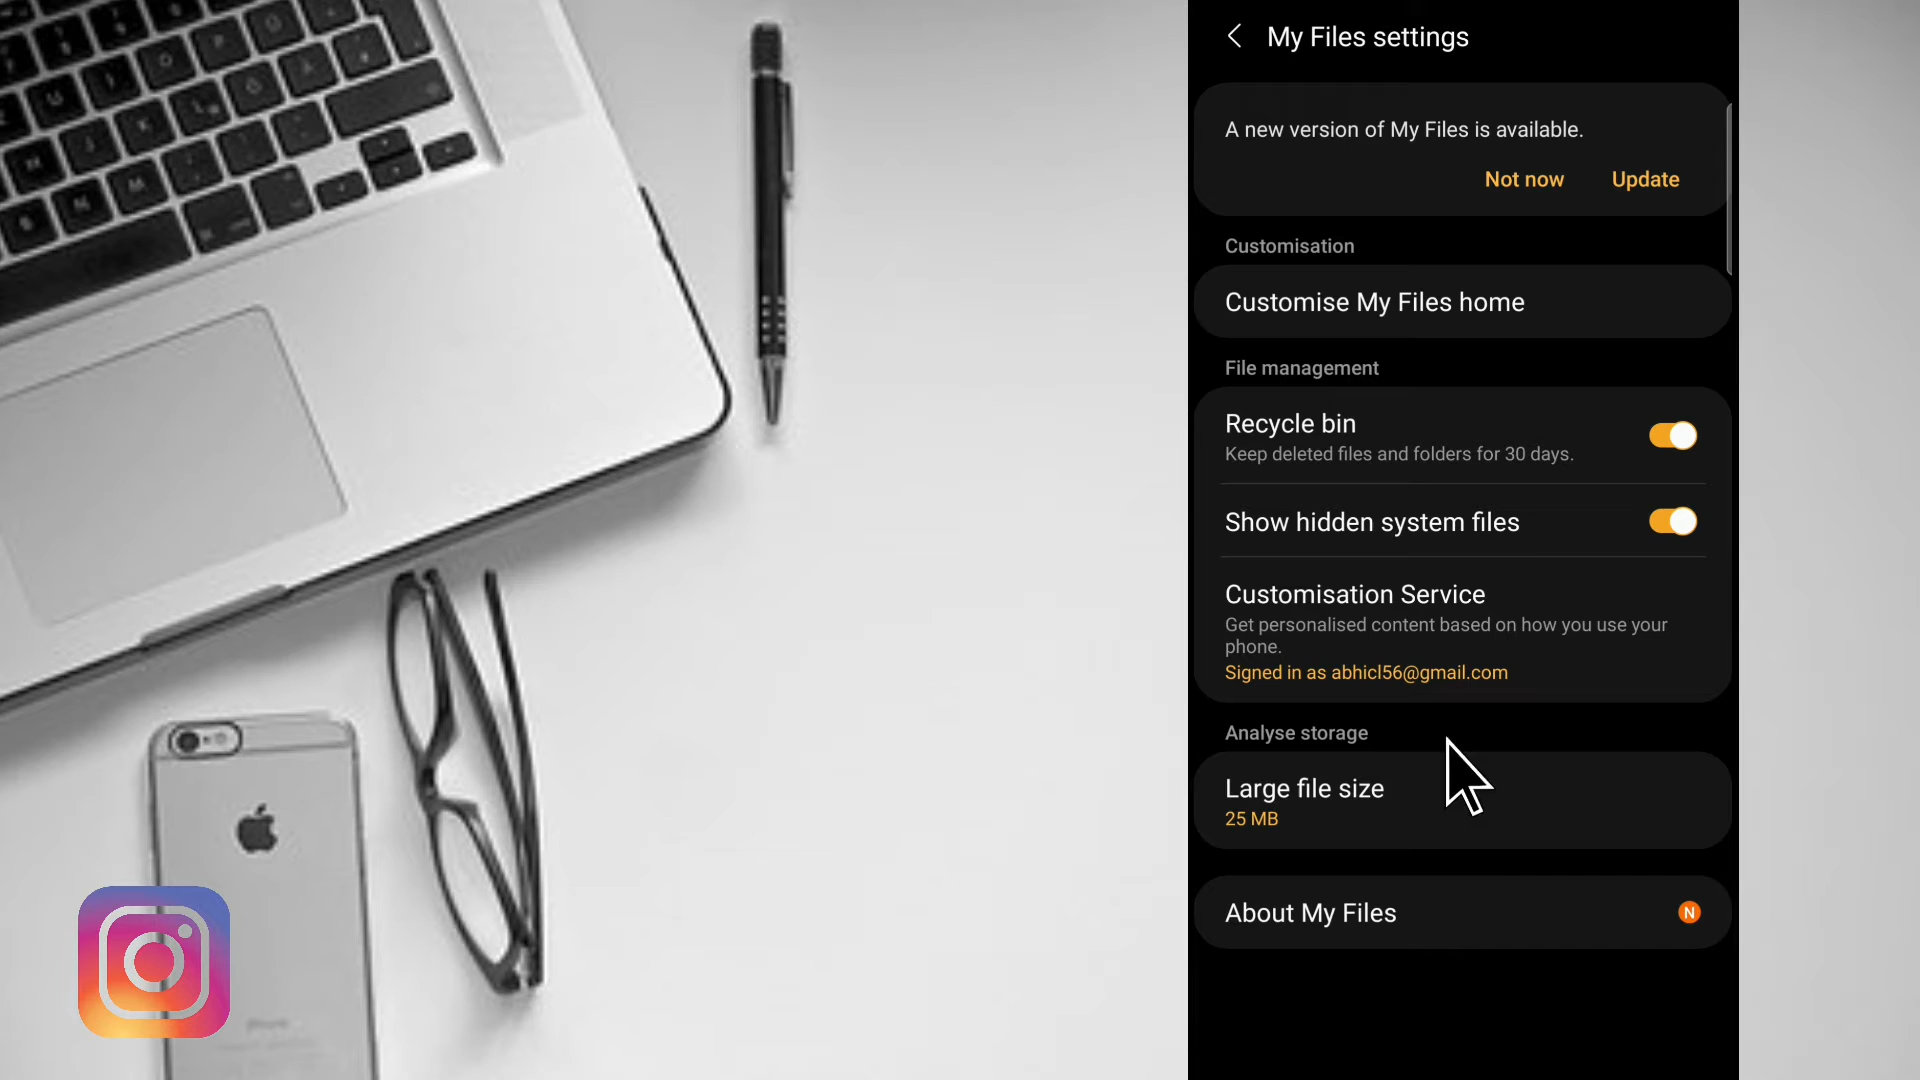 My Files settings
A new version of My Files is available.
Not now Update
Customisation
Customise My Files home
File management
Recycle bin
Keep deleted files and folders for 30 days.
Show hidden system files
Customisation Service
Get personalised content based on how you use your
phone.
Signed in as abhicl56@gmail.com
Analyse storage
Large file size
25 MB
About My Files
N